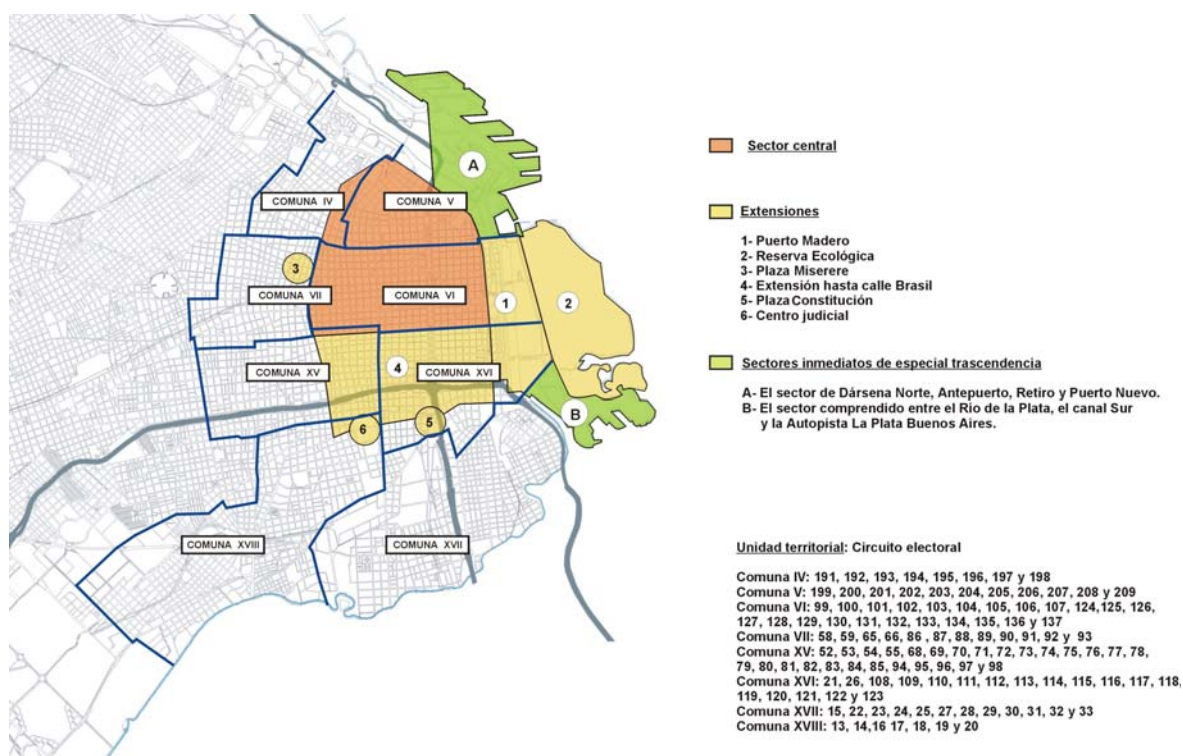 COMUNA IV
COMUNA V
A
3
COMUNA VII
COMUNA VI
1
2
COMUNA XV
4
COMUNA XVI
B
6
5
COMUNA XVIII
COMUNA XVII
Sector central
Extensiones
1- Puerto Madero
2- Reserva Ecológica
3- Plaza Miserere
4- Extensión hasta calle Brasil
5- Plaza Constitución
6- Centro judicial
Sectores inmediatos de especial trascendencia
A- El sector de Dársena Norte, Antepuerto, Retiro y Puerto Nuevo.
B- El sector comprendido entre el Rio de la Plata, el canal Sur
y la Autopista La Plata Buenos Aires.
Unidad territorial: Circuito electoral
Comuna IV: 191, 192, 193, 194, 195, 196, 197 y 198
Comuna V: 199, 200, 201, 202, 203, 204, 205, 206, 207, 208 y 209
Comuna VI: 99, 100, 101, 102, 103, 104, 105, 106, 107, 124,125, 126,
127, 128, 129, 130, 131, 132, 133, 134, 135, 136 y 137
Comuna VII: 58, 59, 65, 66, 86 , 87, 88, 89, 90, 91, 92 y 93
Comuna XV: 52, 53, 54, 55, 68, 69, 70, 71, 72, 73, 74, 75, 76, 77, 78,
79, 80, 81, 82, 83, 84, 85, 94, 95, 96, 97 y 98
Comuna XVI: 21, 26, 108, 109, 110, 111, 112, 113, 114, 115, 116, 117, 118,
119, 120, 121, 122 y 123
Comuna XVII: 15, 22, 23, 24, 25, 27, 28, 29, 30, 31, 32 y 33
Comuna XVIII: 13, 14,16 17, 18, 19 y 20